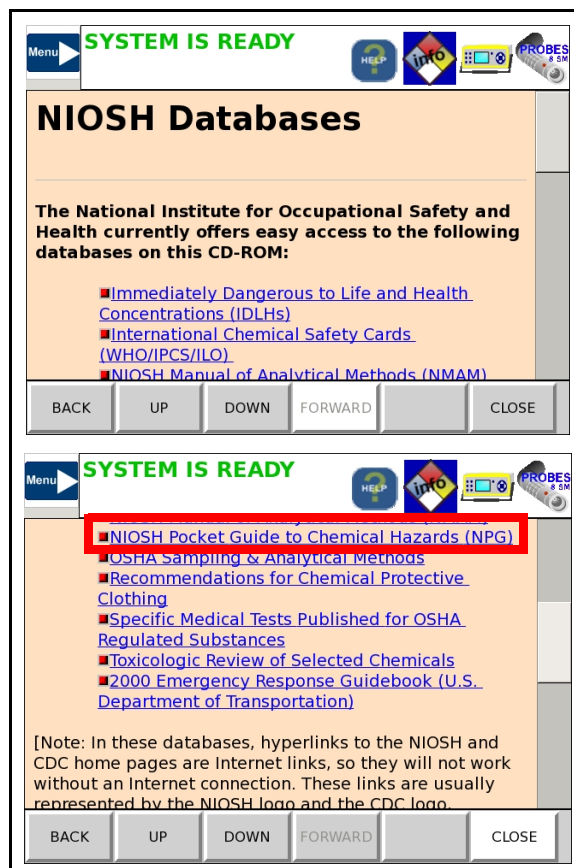 Menu
SYSTEM IS READY
HELP
info
PROBES
& SM
NIOSH Databases
The National Institute for Occupational Safety and
Health currently offers easy access to the following
databases on this CD-ROM:
Immediately Dangerous to Life and Health
Concentrations (IDLHs)
International Chemical Safety Cards
(WHO/IPCS/ILO)
NIOSH Manual of Analytical Methods (NMAM)
BACK UP DOWN FORWARD CLOSE
Menu
SYSTEM IS READY
HELP
info
PROBES
& SM
NIOSH Pocket Guide to Chemical Hazards (NPG)
OSHA Sampling & Analytical Methods
Recommendations for Chemical Protective
Clothing
Specific Medical Tests Published for OSHA
Regulated Substances
Toxicologic Review of Selected Chemicals
2000 Emergency Response Guidebook (U.S.
Department of Transportation)
[Note: In these databases, hyperlinks to the NIOSH and
CDC home pages are Internet links, so they will not work
without an Internet connection. These links are usually
represented by the NIOSH logo and the CDC logo.
BACK UP DOWN FORWARD CLOSE